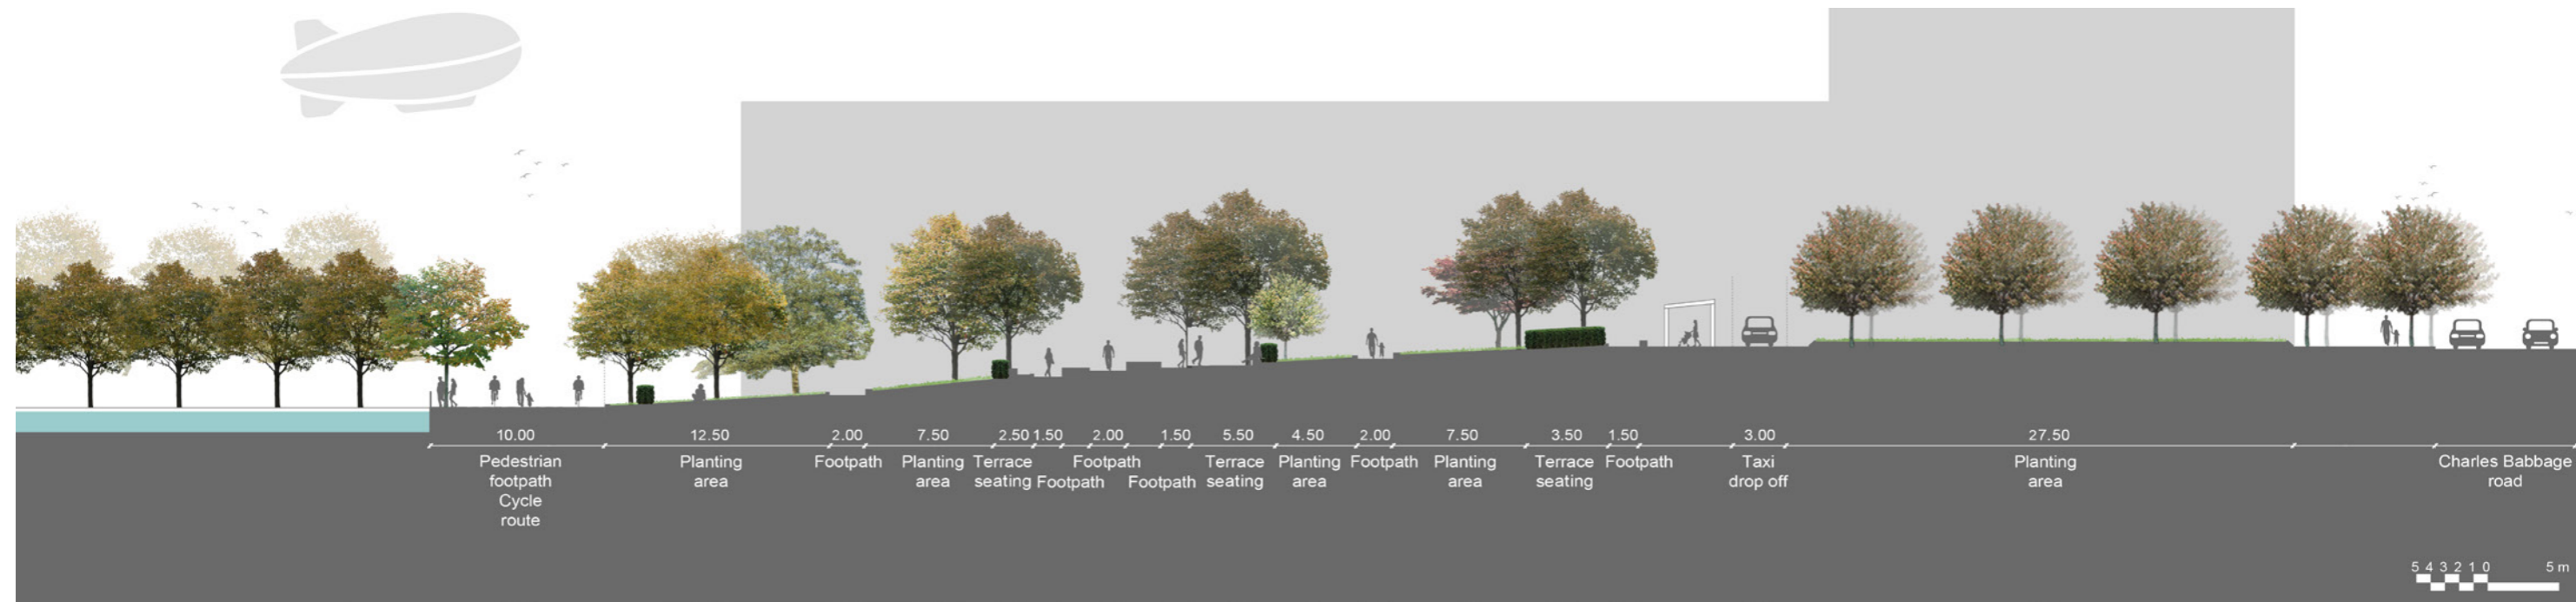 10.00 12.50 2.00 7.50 2.50 1.50 2.00 1.50 5.50 4.50 2.00 7.50 3.50 1.50 3.00 27.50
Pedestrian Planting Footpath Planting Terrace Footpath Terrace Planting Footpath Planting Terrace Footpath Taxi Planting Charles Babbage
footpath area area seating Footpath Footpath seating area area seating drop off area road
Cycle
route
5 4 3 2 1 0 5 m